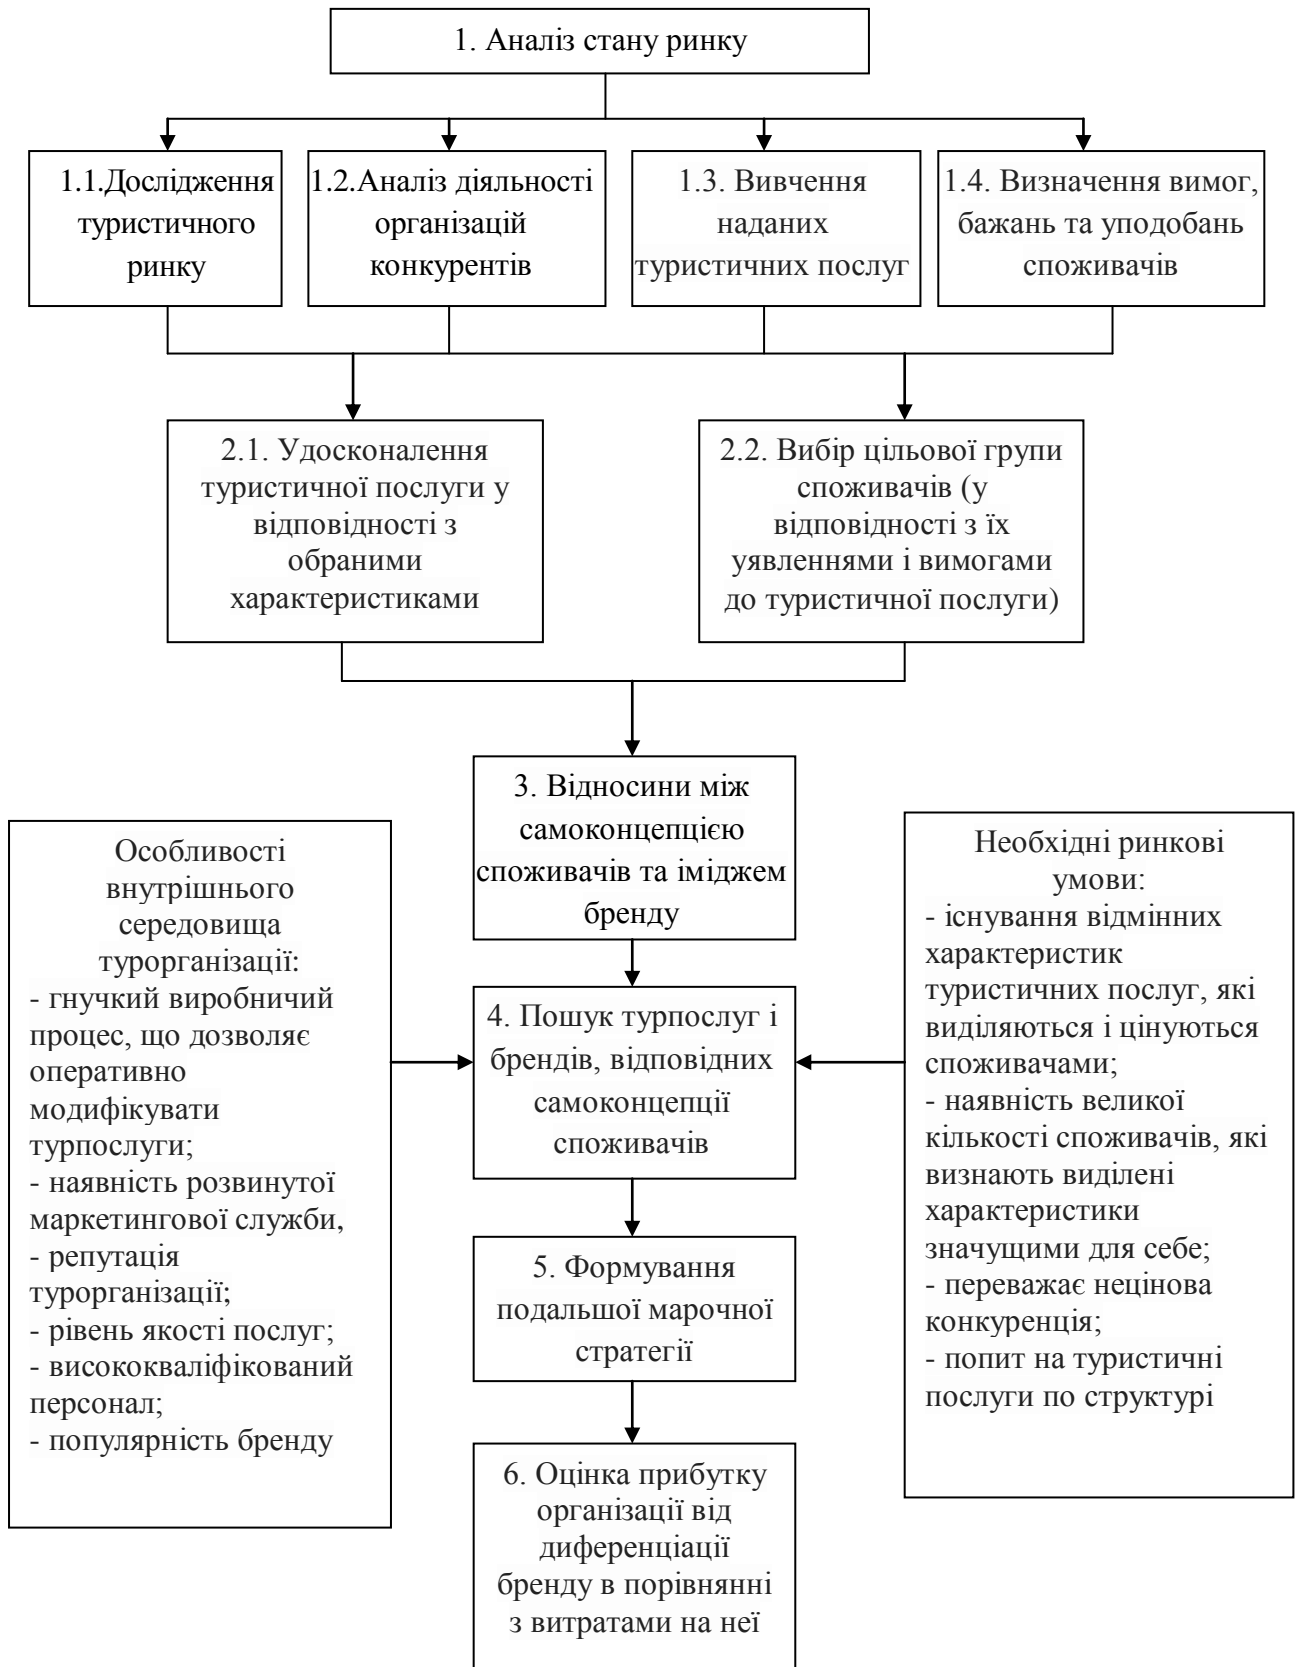 1. Аналіз стану ринку
1.1.Дослідження
туристичного
ринку
1.2.Аналіз діяльності
організацій
конкурентів
1.3. Вивчення
наданих
туристичних послуг
1.4. Визначення вимог,
бажань та уподобань
споживачів
2.1. Удосконалення
туристичної послуги у
відповідності з
обраними
характеристиками
2.2. Вибір цільової групи
споживачів (у
відповідності з їх
уявленнями і вимогами
до туристичної послуги)
3. Відносини між
самоконцепцією
споживачів та іміджем
бренду
Особливості
внутрішнього
середовища
турорганізації:
- гнучкий виробничий
процес, що дозволяє
оперативно
модифікувати
турпослуги;
- наявність розвинутої
маркетингової служби,
- репутація
турорганізації;
- рівень якості послуг;
- висококваліфікований
персонал;
- популярність бренду
4. Пошук турпослуг і
брендів, відповідних
самоконцепції
споживачів
Необхідні ринкові
умови:
- існування відмінних
характеристик
туристичних послуг, які
виділяються і цінуються
споживачами;
- наявність великої
кількості споживачів, які
визнають виділені
характеристики
значущими для себе;
- переважає нецінова
конкуренція;
- попит на туристичні
послуги по структурі
5. Формування
подальшої марочної
стратегії
6. Оцінка прибутку
організації від
диференціації
бренду в порівнянні
з витратами на неї